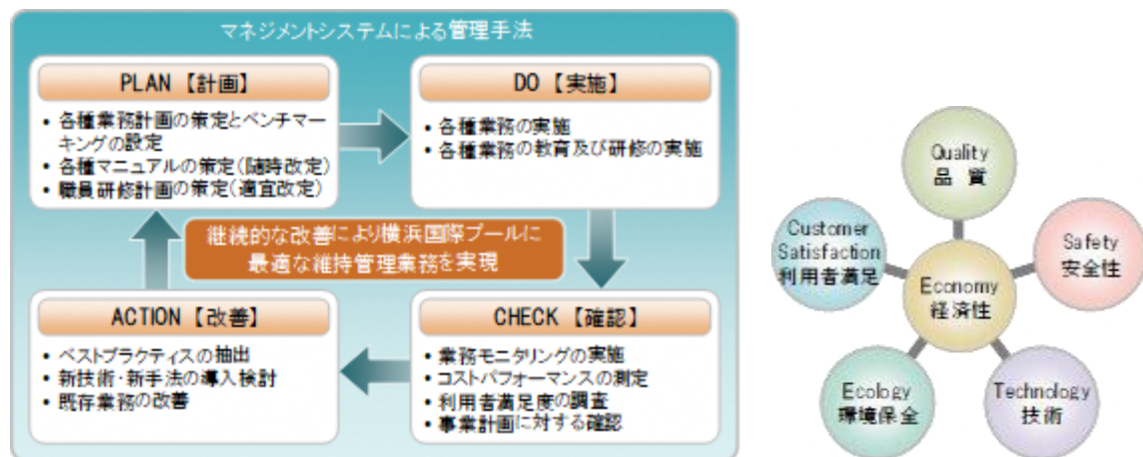 マネジメントシステムによる管理手法
PLAN 【計画】
• 各種業務計画の策定とベンチマー
キングの設定
• 各種マニュアルの策定(随時改定)
• 職員研修計画の策定(適宜改定)
DO 【実施】
• 各種業務の実施
• 各種業務の教育及び研修の実施
継続的な改善により横浜国際プールに
最適な維持管理業務を実現
ACTION 【改善】
• ベストプラクティスの抽出
• 新技術・新手法の導入検討
• 既存業務の改善
CHECK 【確認】
• 業務モニタリングの実施
• コストパフォーマンスの測定
• 利用者満足度の調査
• 事業計画に対する確認
Quality
品 質
Customer
Satisfaction
利用者満足
Safety
安全性
Economy
経済性
Ecology
環境保全
Technology
技術